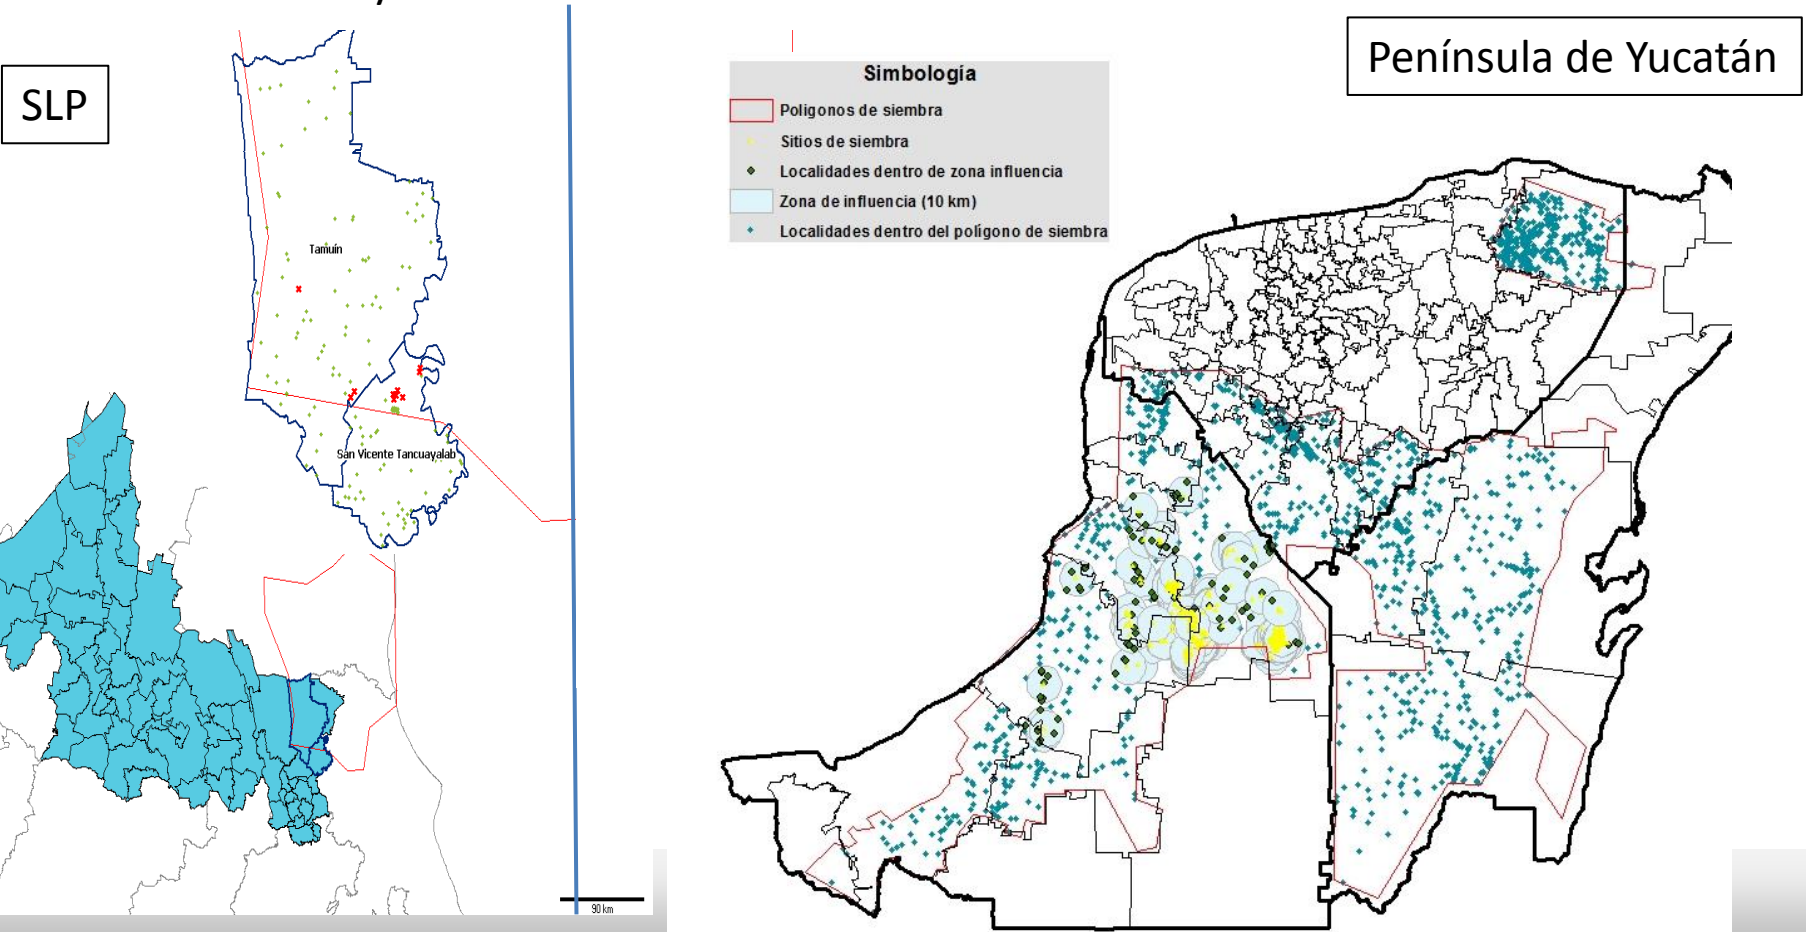 SLP
Tamuín
San Vicente Tancuayalab
90 km
Península de Yucatán
Simbología
Poligonos de siembra
Sitios de siembra
Localidades dentro de zona influencia
Zona de influencia (10 km)
Localidades dentro del polígono de siembra